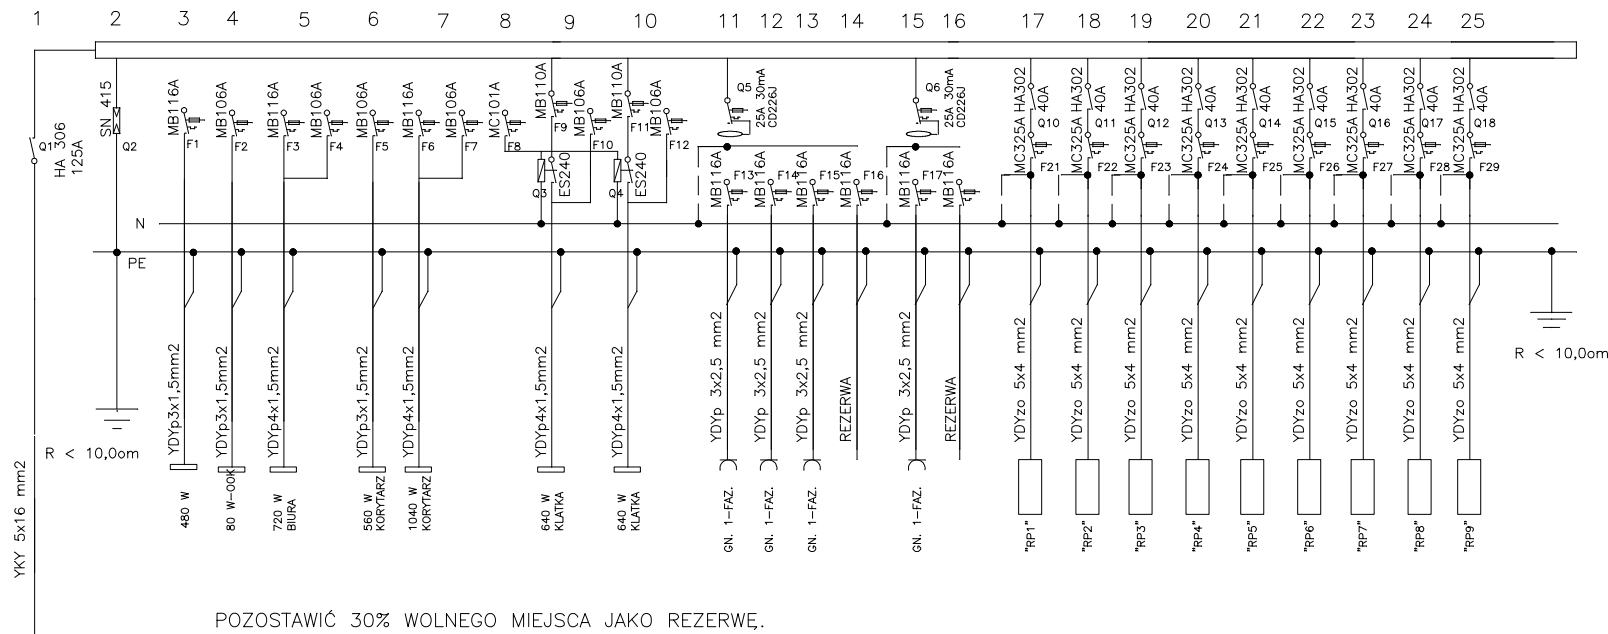 1 2 3 4 5 6 7 8 9 10 11 12 13 14 15 16 17 18 19 20 21 22 23 24 25
Q1
HA 306
125A
SN 415
Q2
MB116A
F1
MB106A
F2
MB116A
F3
MB106A
F4
MB106A
F5
MB116A
F6
MB106A
F7
MC101A
F8
MB110A
F9
MB106A
F10
Q3
ES240
MB110A
F11
MB106A
F12
Q4
ES240
Q5
25A 30mA
CD226J
MB116A
F13
MB116A
F14
MB116A
F15
MB116A
F16
Q6
25A 30mA
CD226J
MB116A
F17
MB116A
HA302
40A
Q10
MC325A
F21
HA302
40A
Q11
MC325A
F22
HA302
40A
Q12
MC325A
F23
HA302
40A
Q13
MC325A
F24
HA302
40A
Q14
MC325A
F25
HA302
40A
Q15
MC325A
F26
HA302
40A
Q16
MC325A
F27
HA302
40A
Q17
MC325A
F28
HA302
40A
Q18
MC325A
F29
N
PE
YDYp3x1,5mm2
YDYp3x1,5mm2
YDYp4x1,5mm2
YDYp3x1,5mm2
YDYp4x1,5mm2
YDYp4x1,5mm2
YDYp4x1,5mm2
YDYp 3x2,5 mm2
YDYp 3x2,5 mm2
YDYp 3x2,5 mm2
REZERWA
YDYp 3x2,5 mm2
REZERWA
YDYzo 5x4 mm2
YDYzo 5x4 mm2
YDYzo 5x4 mm2
YDYzo 5x4 mm2
YDYzo 5x4 mm2
YDYzo 5x4 mm2
YDYzo 5x4 mm2
YDYzo 5x4 mm2
YDYzo 5x4 mm2
R < 10,0om
R < 10,0om
YKY 5x16 mm2
480 W
80 W-OOK
720 W
BIURA
560 W
KORYTARZ
1040 W
KORYTARZ
640 W
KLATKA
640 W
KLATKA
GN. 1-FAZ.
GN. 1-FAZ.
GN. 1-FAZ.
GN. 1-FAZ.
"RP1"
"RP2"
"RP3"
"RP4"
"RP5"
"RP6"
"RP7"
"RP8"
"RP9"
POZOSTAWIĆ 30% WOLNEGO MIEJSCA JAKO REZERWĘ.